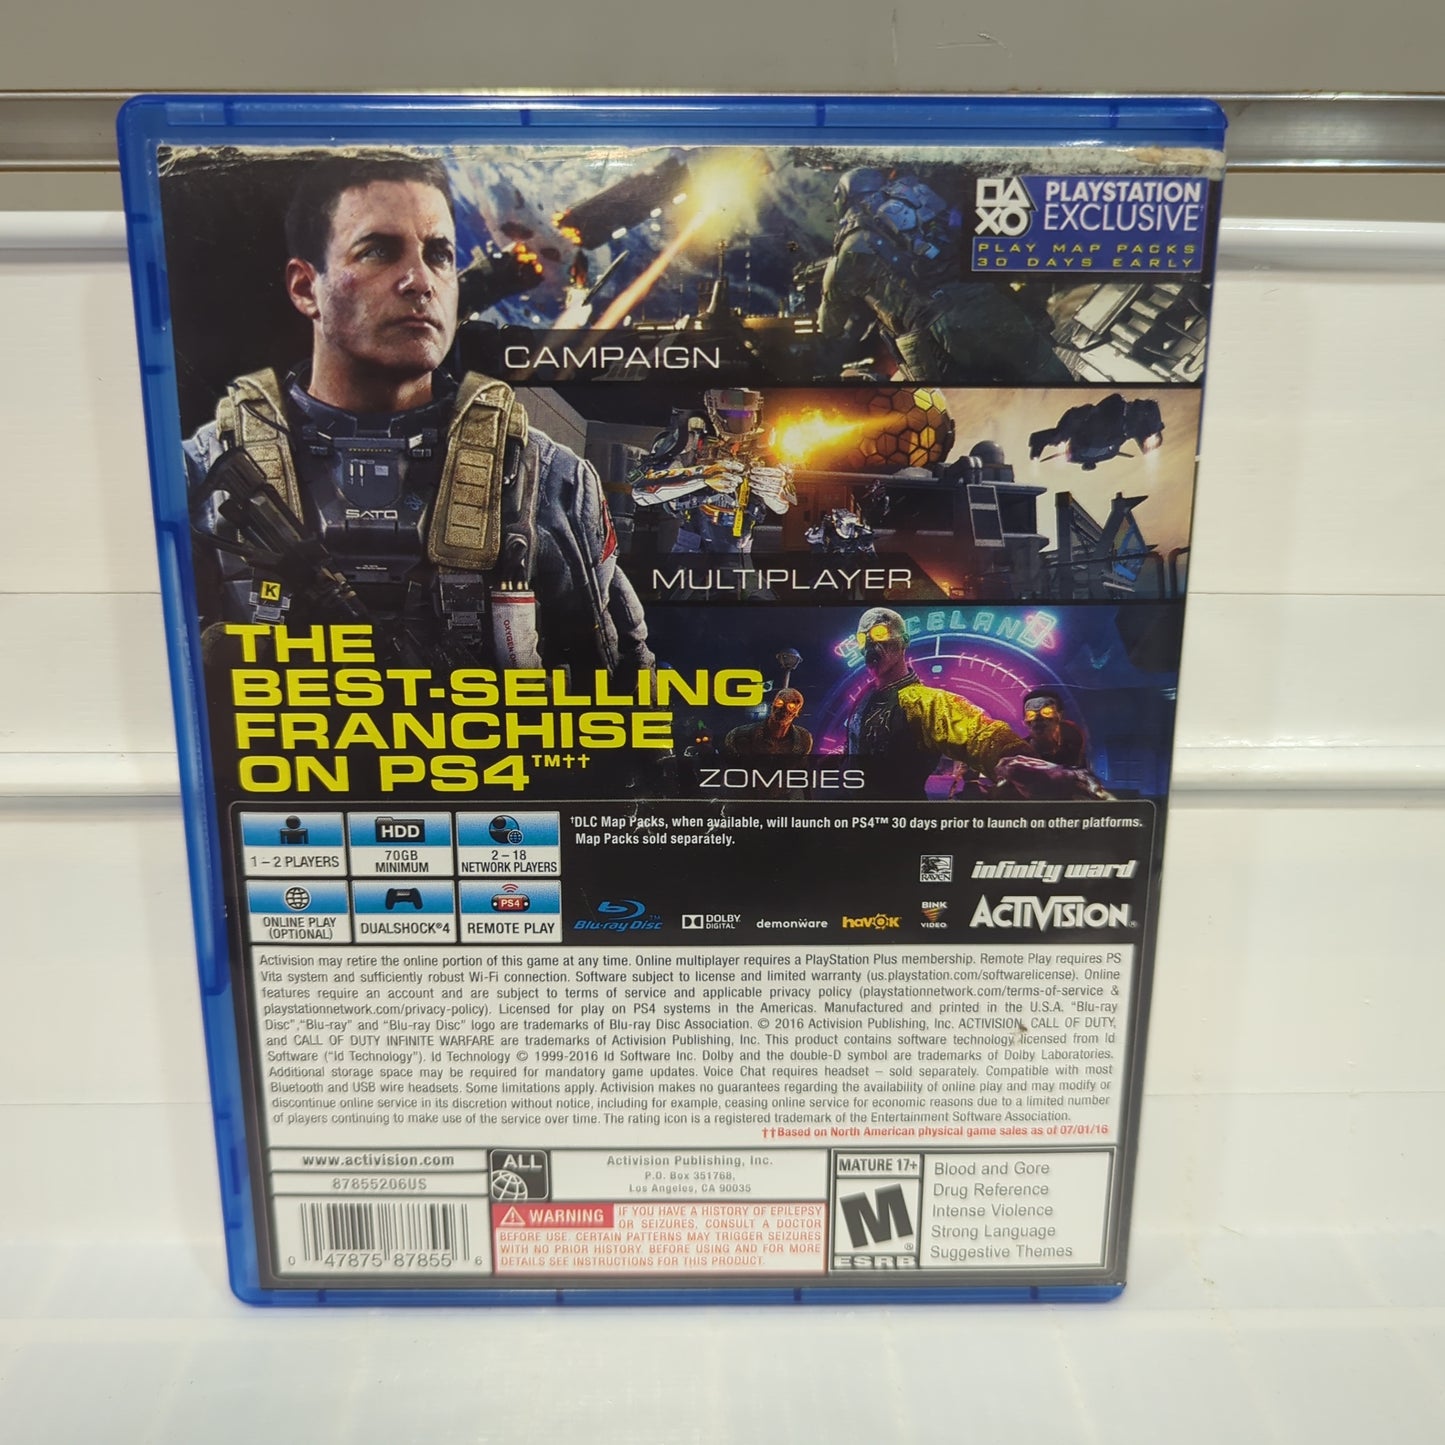 PLAYSTATION
EXCLUSIVE
PLAY MAP PACKS
30 DAYS EARLY
CAMPAIGN
MULTIPLAYER
SATO
K
OXYGEN
SPACELAND
THE
BEST-SELLING
FRANCHISE
ON PS4™††
ZOMBIES
1 – 2 PLAYERS
HDD
70GB
MINIMUM
2 – 18
NETWORK PLAYERS
ONLINE PLAY
(OPTIONAL)
DUALSHOCK®4
PS4
REMOTE PLAY
†DLC Map Packs, when available, will launch on PS4™ 30 days prior to launch on other platforms.
Map Packs sold separately.
RAVEN
infinity ward
Blu-ray Disc™
DOLBY
DIGITAL
demonware
havok
BINK
VIDEO
ACTIVISION®
Activision may retire the online portion of this game at any time. Online multiplayer requires a PlayStation Plus membership. Remote Play requires PS
Vita system and sufficiently robust Wi-Fi connection. Software subject to license and limited warranty (us.playstation.com/softwarelicense). Online
features require an account and are subject to terms of service and applicable privacy policy (playstationnetwork.com/terms-of-service &
playstationnetwork.com/privacy-policy). Licensed for play on PS4 systems in the Americas. Manufactured and printed in the U.S.A. “Blu-ray
Disc”,“Blu-ray” and “Blu-ray Disc” logo are trademarks of Blu-ray Disc Association. © 2016 Activision Publishing, Inc. ACTIVISION, CALL OF DUTY,
and CALL OF DUTY INFINITE WARFARE are trademarks of Activision Publishing, Inc. This product contains software technology licensed from Id
Software (“Id Technology”). Id Technology © 1999-2016 Id Software Inc. Dolby and the double-D symbol are trademarks of Dolby Laboratories.
Additional storage space may be required for mandatory game updates. Voice Chat requires headset – sold separately. Compatible with most
Bluetooth and USB wire headsets. Some limitations apply. Activision makes no guarantees regarding the availability of online play and may modify or
discontinue online service in its discretion without notice, including for example, ceasing online service for economic reasons due to a limited number
of players continuing to make use of the service over time. The rating icon is a registered trademark of the Entertainment Software Association.
††Based on North American physical game sales as of 07/01/16
www.activision.com
87855206US
ALL
Activision Publishing, Inc.
P.O. Box 351768,
Los Angeles, CA 90035
WARNING IF YOU HAVE A HISTORY OF EPILEPSY
OR SEIZURES, CONSULT A DOCTOR
BEFORE USE. CERTAIN PATTERNS MAY TRIGGER SEIZURES
WITH NO PRIOR HISTORY. BEFORE USING AND FOR MORE
DETAILS SEE INSTRUCTIONS FOR THIS PRODUCT.
0 47875 87855 6
MATURE 17+
M
®
ESRB
Blood and Gore
Drug Reference
Intense Violence
Strong Language
Suggestive Themes